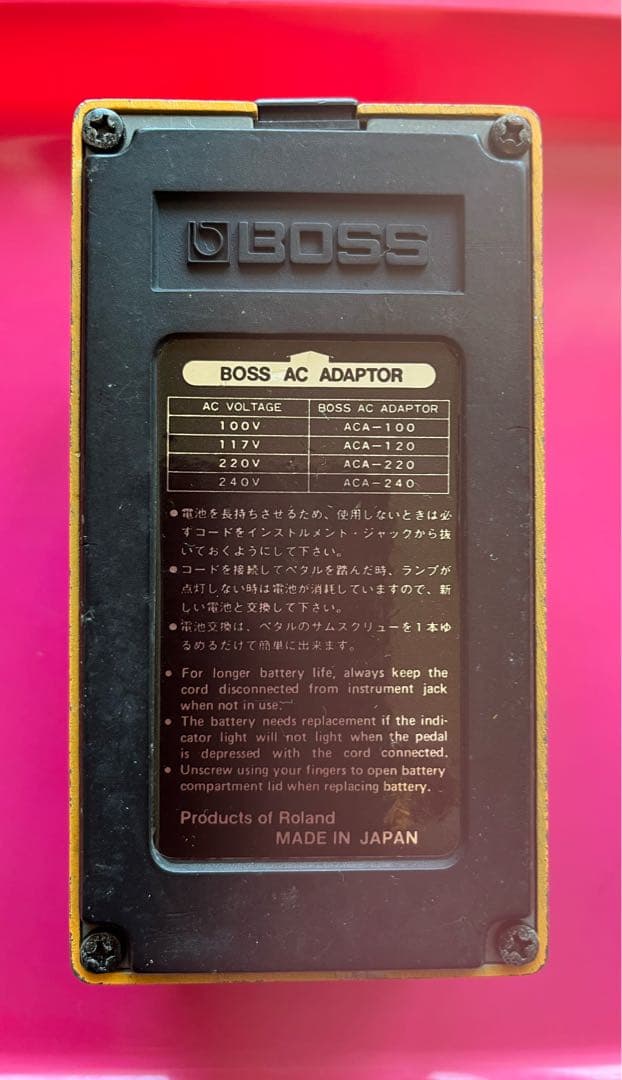 BOSS
BOSS AC ADAPTOR
AC VOLTAGE BOSS AC ADAPTOR
100V ACA-100
117V ACA-120
220V ACA-220
240V ACA-240
●電池を長持ちさせるため、使用しないときは必
ずコードをインストルメント・ジャックから抜
いておくようにして下さい。
●コードを接続してペタルを踏んだ時、ランプが
点灯しない時は電池が消耗していますので、新
しい電池と交換して下さい。
●電池交換は、ペタルのサムスクリューを1本ゆ
るめるだけで簡単に出来ます。
● For longer battery life, always keep the
cord disconnected from instrument jack
when not in use.
● The battery needs replacement if the indi-
cator light will not light when the pedal
is depressed with the cord connected.
● Unscrew using your fingers to open battery
compartment lid when replacing battery.
Products of Roland
MADE IN JAPAN